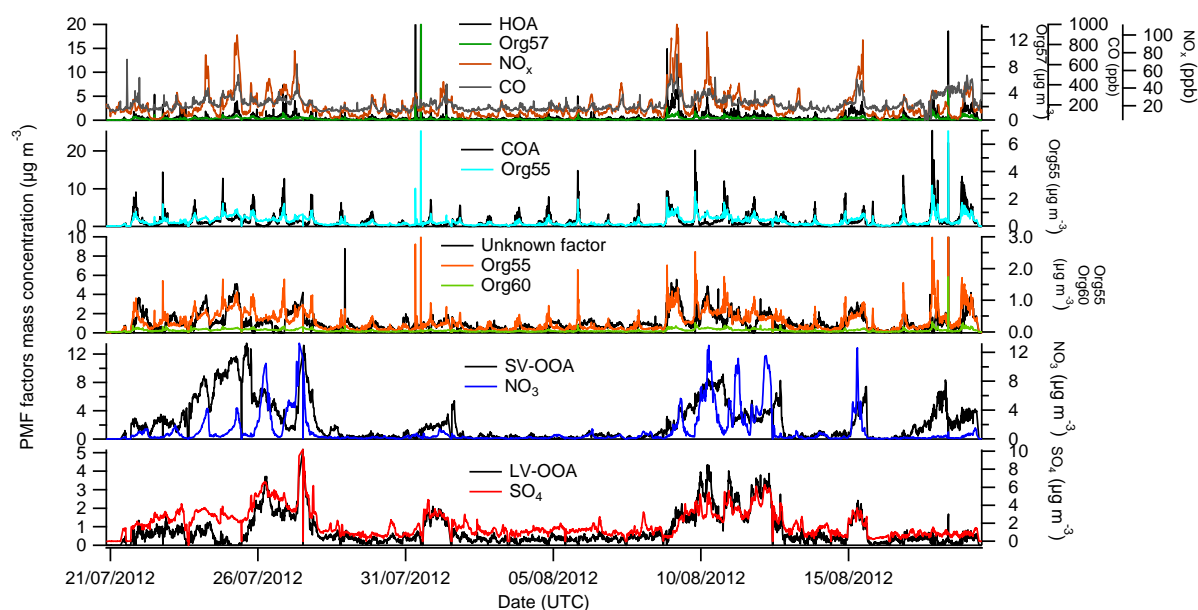 20
15
10
5
0
HOA
Org57
NOₓ
CO
12
8
4
0
Org57 (µg m⁻³)
1000
800
600
400
200
CO (ppb)
100
80
60
40
20
NOₓ (ppb)
20
10
0
COA
Org55
6
4
2
0
Org55 (µg m⁻³)
10
8
6
4
2
0
Unknown factor
Org55
Org60
3.0
2.0
1.0
0.0
Org55
Org60
(µg m⁻³)
12
8
4
0
SV-OOA
NO₃
12
8
4
0
NO₃ (µg m⁻³)
5
4
3
2
1
0
LV-OOA
SO₄
10
8
6
4
2
0
SO₄ (µg m⁻³)
PMF factors mass concentration (µg m⁻³)
21/07/2012
26/07/2012
31/07/2012
05/08/2012
10/08/2012
15/08/2012
Date (UTC)